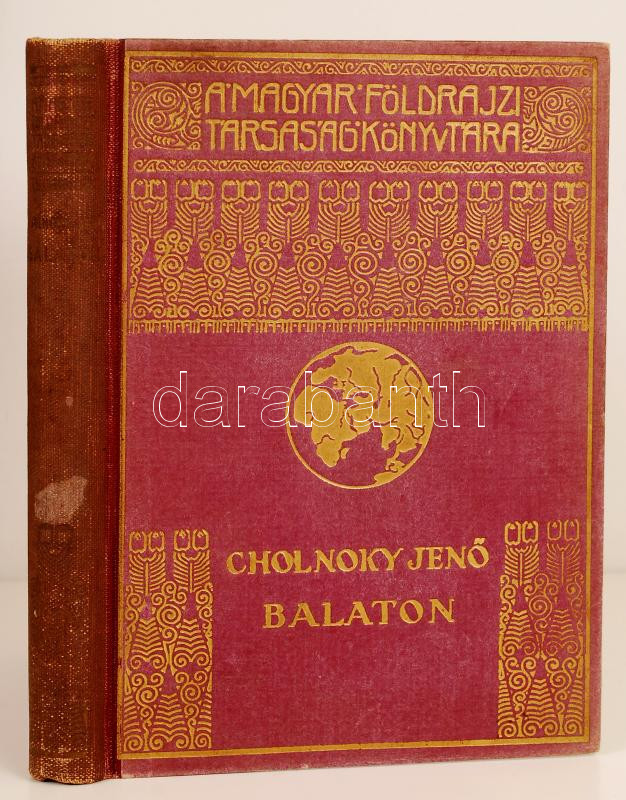 A MAGYAR FÖLDRAJZI
TÁRSASÁG KÖNYVTÁRA
darabanth
CHOLNOKY JENŐ
BALATON